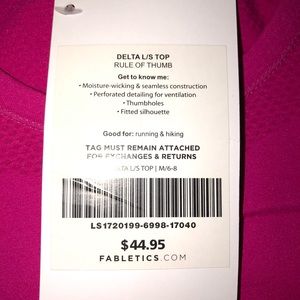 DELTA L/S TOP
RULE OF THUMB
Get to know me:
• Moisture-wicking & seamless construction
• Perforated detailing for ventilation
• Thumbholes
• Fitted silhouette
Good for: running & hiking
TAG MUST REMAIN ATTACHED
FOR EXCHANGES & RETURNS
L/S TOP | M/6-8
LS1720199-6998-17040
$44.95
FABLETICS.COM